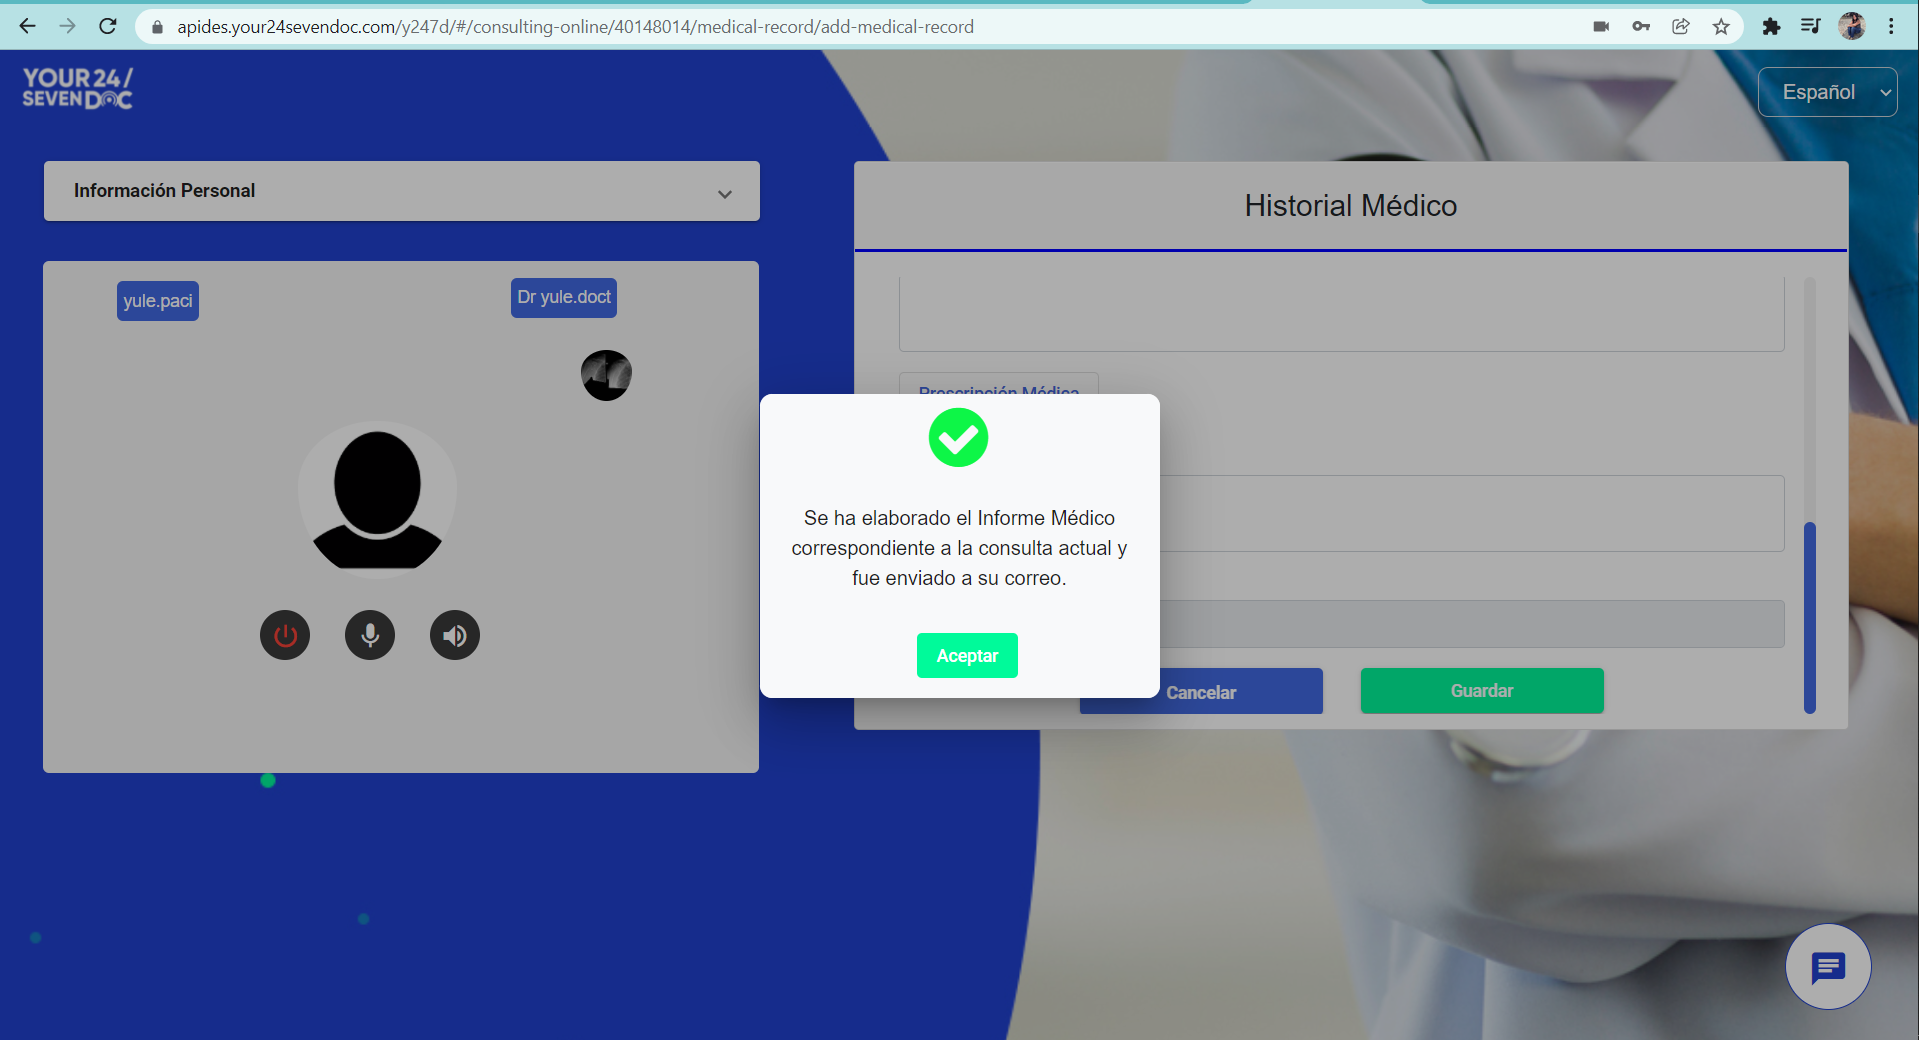 apides.your24sevendoc.com/y247d/#/consulting-online/40148014/medical-record/add-medical-record
YOUR 24/
SEVEN DOC
Español
Información Personal
yule.paci
Dr yule.doct
Historial Médico
Prescripción Médica
Se ha elaborado el Informe Médico
correspondiente a la consulta actual y
fue enviado a su correo.
Aceptar
Cancelar
Guardar